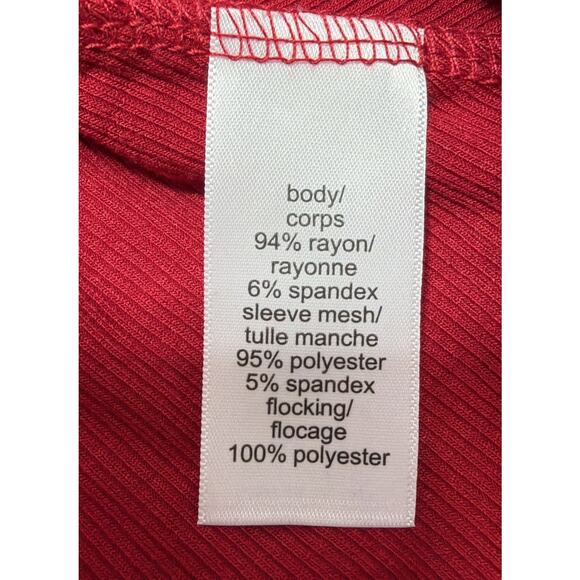 body/
corps
94% rayon/
rayonne
6% spandex
sleeve mesh/
tulle manche
95% polyester
5% spandex
flocking/
flocage
100% polyester